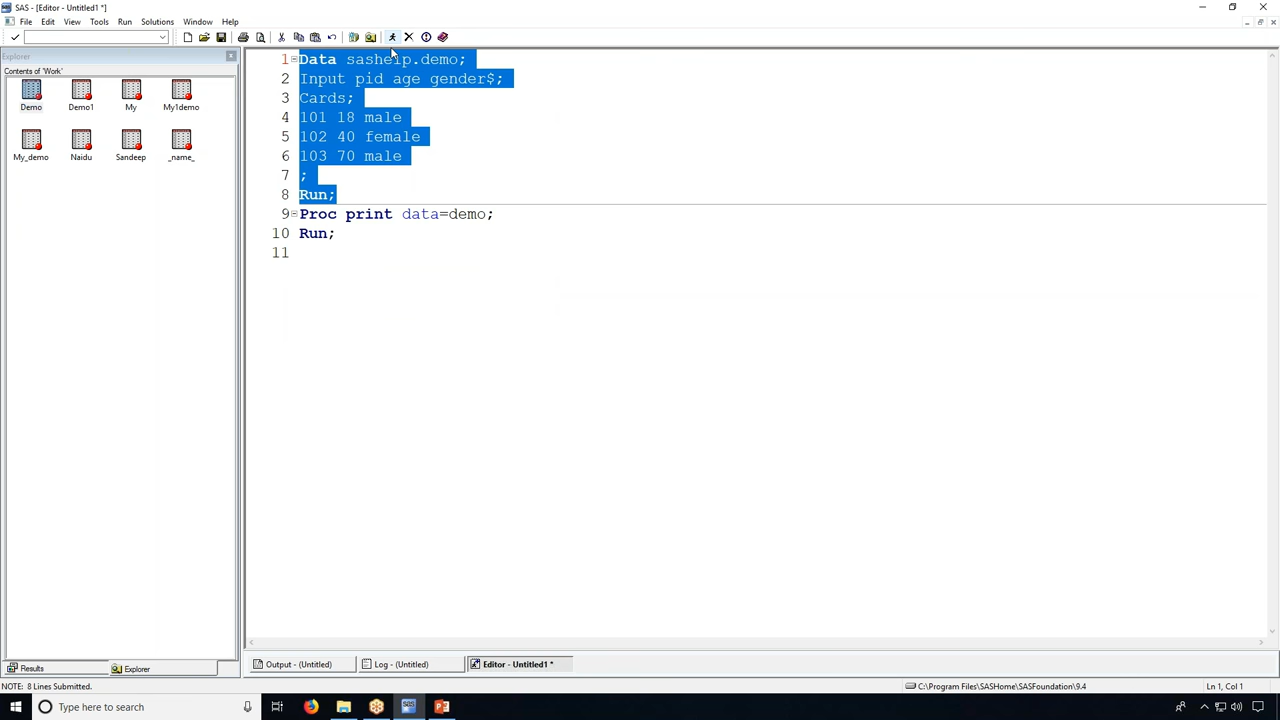 SAS - [Editor - Untitled1 *]
File Edit View Tools Run Solutions Window Help
Explorer
Contents of 'Work'
Demo Demo1 My My1demo
My_demo Naidu Sandeep _name_
1 Data sashelp.demo;
2 Input pid age gender$;
3 Cards;
4 101 18 male
5 102 40 female
6 103 70 male
7 ;
8 Run;
9 Proc print data=demo;
10 Run;
11
Results Explorer
Output - (Untitled) Log - (Untitled) Editor - Untitled1 *
NOTE: 8 Lines Submitted. C:\Program Files\SASHome\SASFoundation\9.4 Ln 1, Col 1
Type here to search